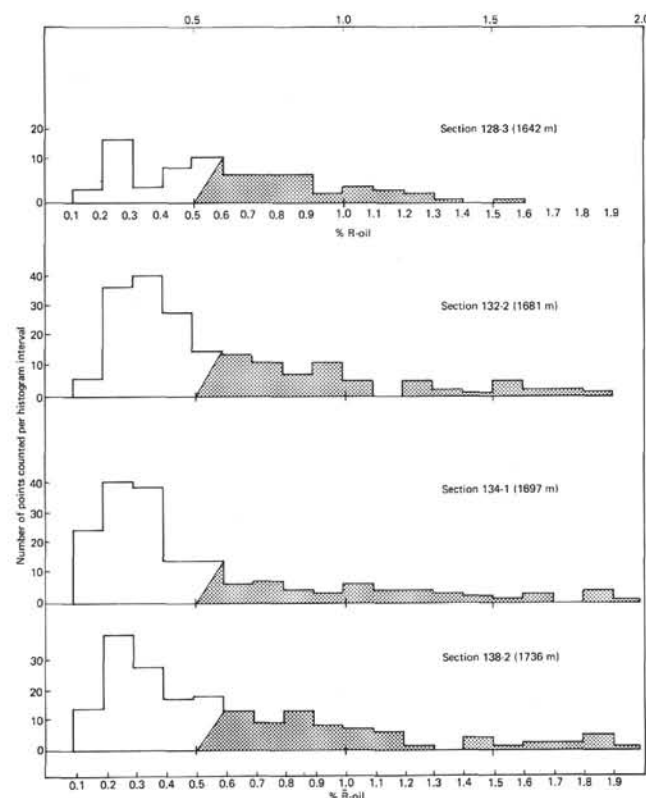 0.5 1.0 1.5 2.0
Section 128-3 (1642 m)
20
10
0
0.1 0.2 0.3 0.4 0.5 0.6 0.7 0.8 0.9 1.0 1.1 1.2 1.3 1.4 1.5 1.6 1.7 1.8 1.9
% R-oil
Number of points counted per histogram interval
40
30
20
10
0
Section 132-2 (1681 m)
40
30
20
10
0
Section 134-1 (1697 m)
30
20
10
0
Section 138-2 (1736 m)
0.1 0.2 0.3 0.4 0.5 0.6 0.7 0.8 0.9 1.0 1.1 1.2 1.3 1.4 1.5 1.6 1.7 1.8 1.9
% R̄-oil